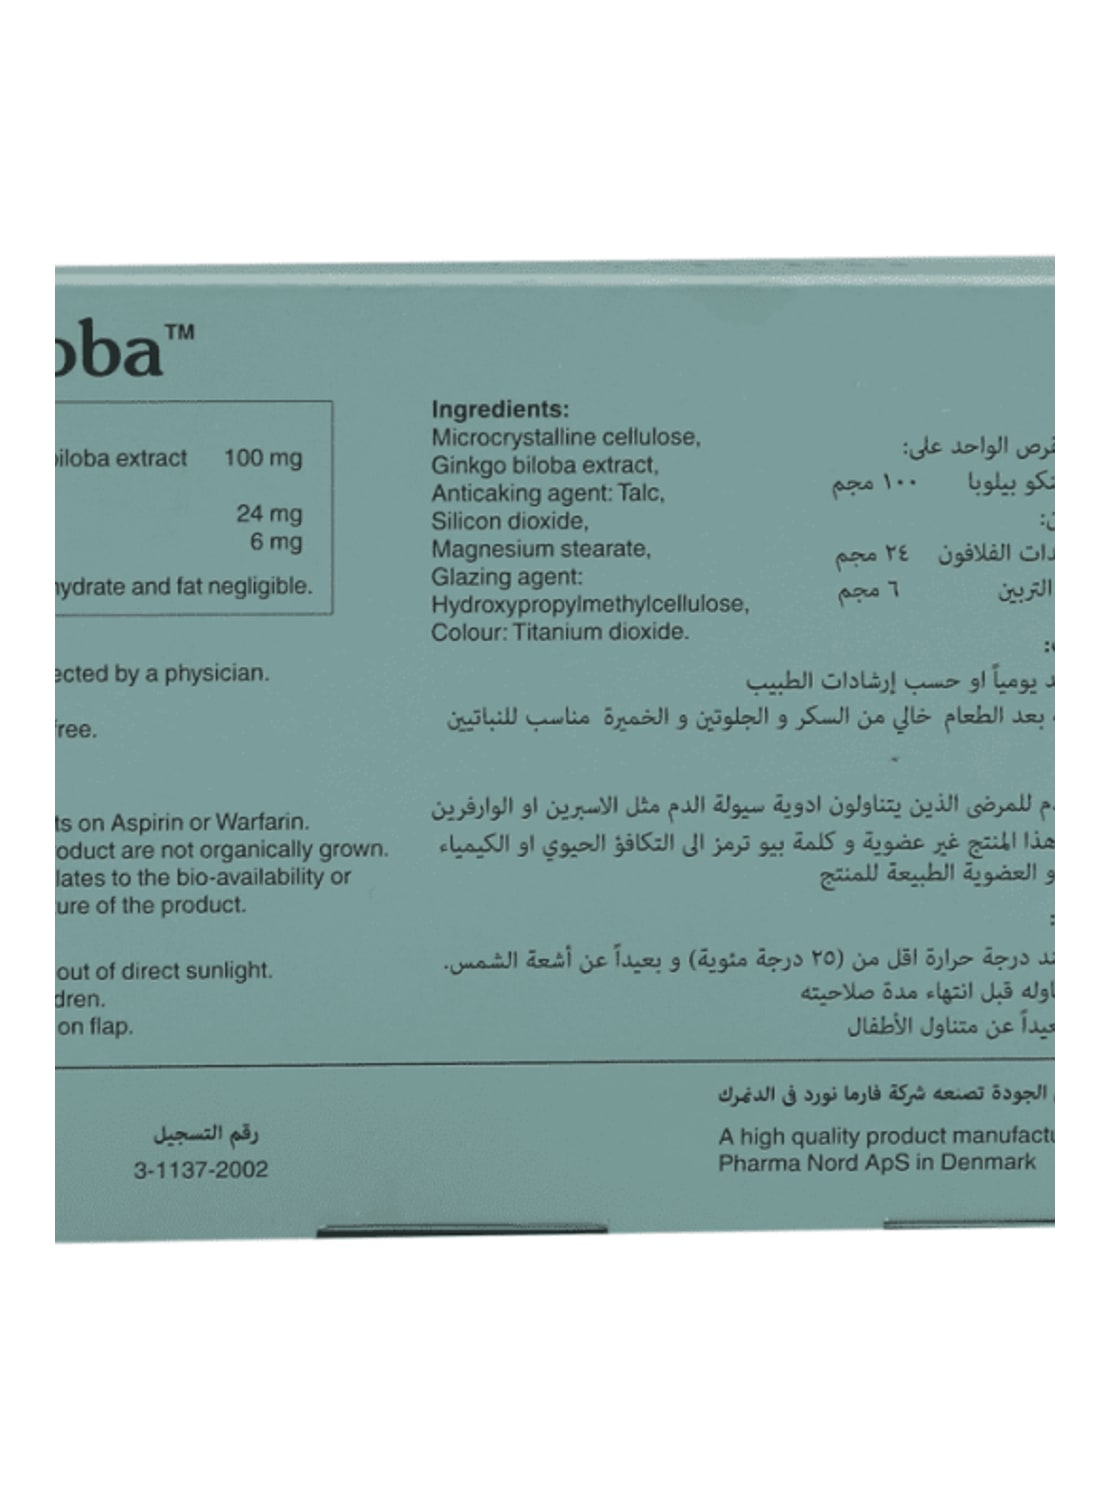 oba™
biloba extract 100 mg
24 mg
6 mg
hydrate and fat negligible.
ected by a physician.
free.
ts on Aspirin or Warfarin.
oduct are not organically grown.
lates to the bio-availability or
ure of the product.
out of direct sunlight.
dren.
on flap.
Ingredients:
Microcrystalline cellulose,
Ginkgo biloba extract,
Anticaking agent: Talc,
Silicon dioxide,
Magnesium stearate,
Glazing agent:
Hydroxypropylmethylcellulose,
Colour: Titanium dioxide.
قرص الواحد على:
نكو بيلوبا ١٠٠ مجم
ن:
دات الفلافون ٢٤ مجم
التربين ٦ مجم
د يومياً او حسب إرشادات الطبيب
بعد الطعام خالي من السكر و الجلوتين و الخميرة مناسب للنباتيين
م للمرضى الذين يتناولون ادوية سيولة الدم مثل الاسبرين او الوارفرين
هذا المنتج غير عضوية و كلمة بيو ترمز الى التكافؤ الحيوي او الكيمياء
و العضوية الطبيعة للمنتج
:
ند درجة حرارة اقل من (٢٥ درجة مئوية) و بعيداً عن أشعة الشمس.
اوله قبل انتهاء مدة صلاحيته
عيداً عن متناول الأطفال
الجودة تصنعه شركة فارما نورد فى الدنمرك
A high quality product manufactu
Pharma Nord ApS in Denmark
رقم التسجيل
3-1137-2002